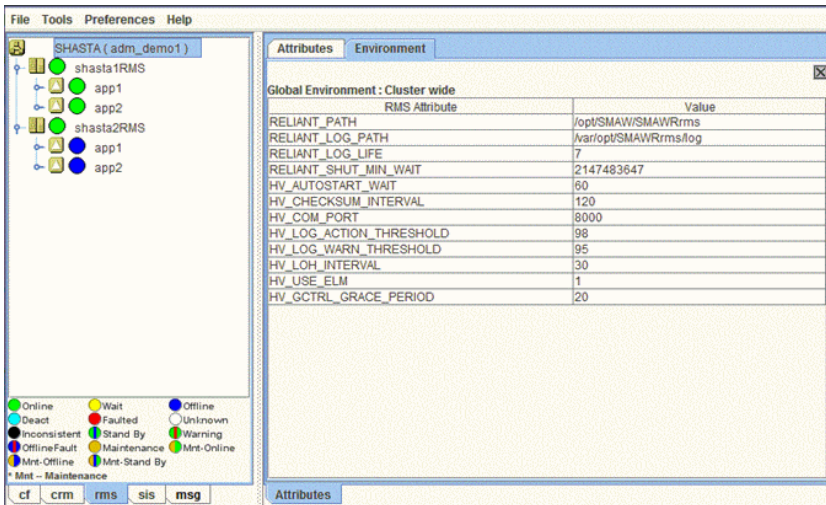 File Tools Preferences Help
SHASTA ( adm_demo1 )
shasta1RMS
app1
app2
shasta2RMS
app1
app2
Online Wait Offline
Deact Faulted Unknown
Inconsistent Stand By Warning
OfflineFault Maintenance Mnt-Online
Mnt-Offline Mnt-Stand By
* Mnt -- Maintenance
cf crm rms sis msg
Attributes Environment
Global Environment : Cluster wide
RMS Attribute Value
RELIANT_PATH /opt/SMAW/SMAWRrms
RELIANT_LOG_PATH /var/opt/SMAWRrms/log
RELIANT_LOG_LIFE 7
RELIANT_SHUT_MIN_WAIT 2147483647
HV_AUTOSTART_WAIT 60
HV_CHECKSUM_INTERVAL 120
HV_COM_PORT 8000
HV_LOG_ACTION_THRESHOLD 98
HV_LOG_WARN_THRESHOLD 95
HV_LOH_INTERVAL 30
HV_USE_ELM 1
HV_GCTRL_GRACE_PERIOD 20
Attributes